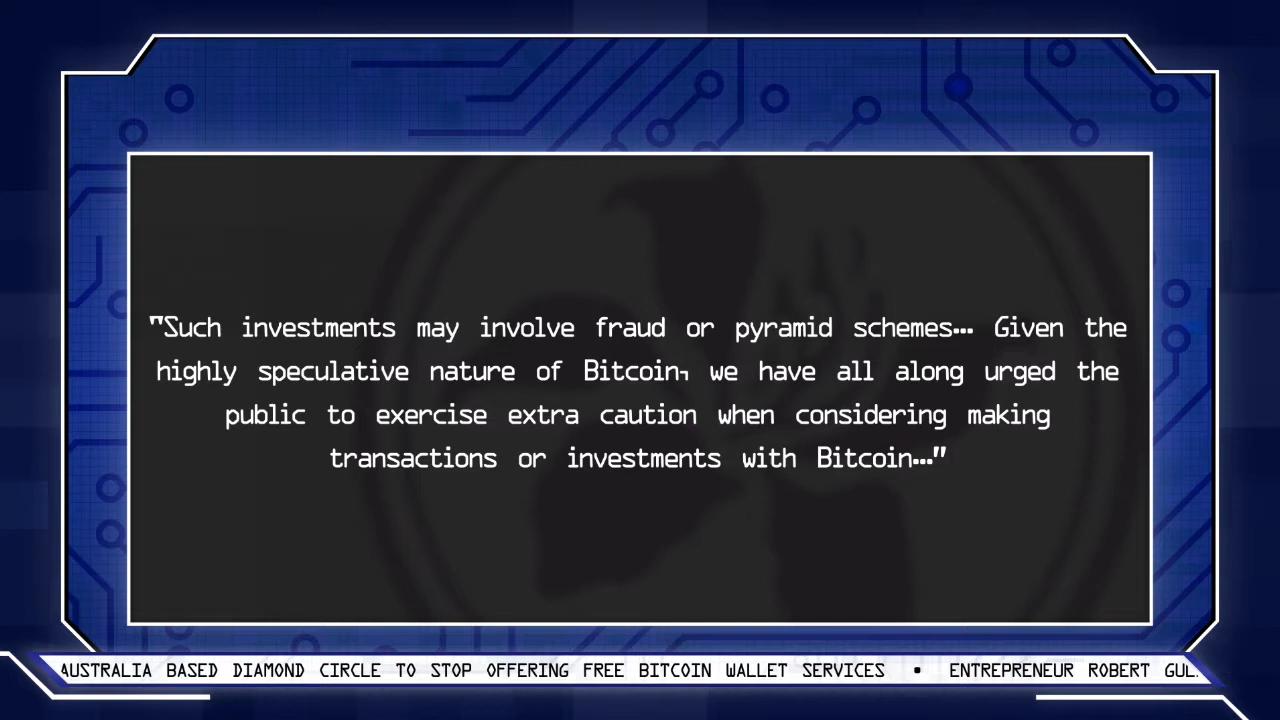 "Such investments may involve fraud or pyramid schemes... Given the
highly speculative nature of Bitcoin, we have all along urged the
public to exercise extra caution when considering making
transactions or investments with Bitcoin..."
AUSTRALIA BASED DIAMOND CIRCLE TO STOP OFFERING FREE BITCOIN WALLET SERVICES • ENTREPRENEUR ROBERT